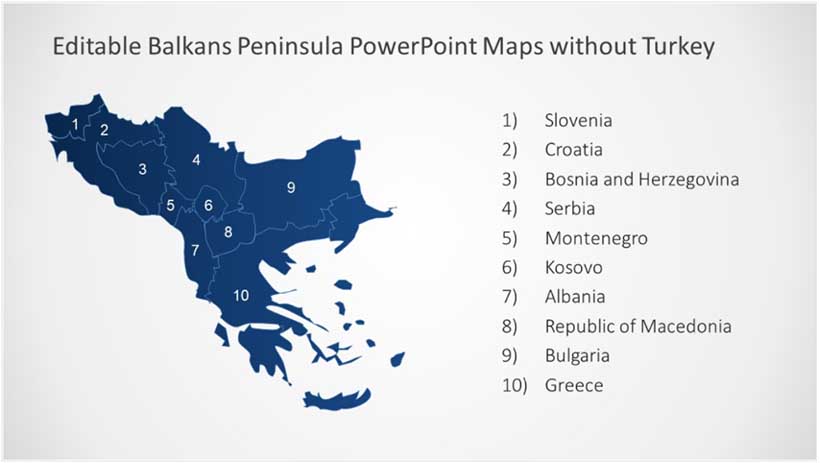 Editable Balkans Peninsula PowerPoint Maps without Turkey
1
2
3
4
9
5
6
8
7
10
1) Slovenia
2) Croatia
3) Bosnia and Herzegovina
4) Serbia
5) Montenegro
6) Kosovo
7) Albania
8) Republic of Macedonia
9) Bulgaria
10) Greece